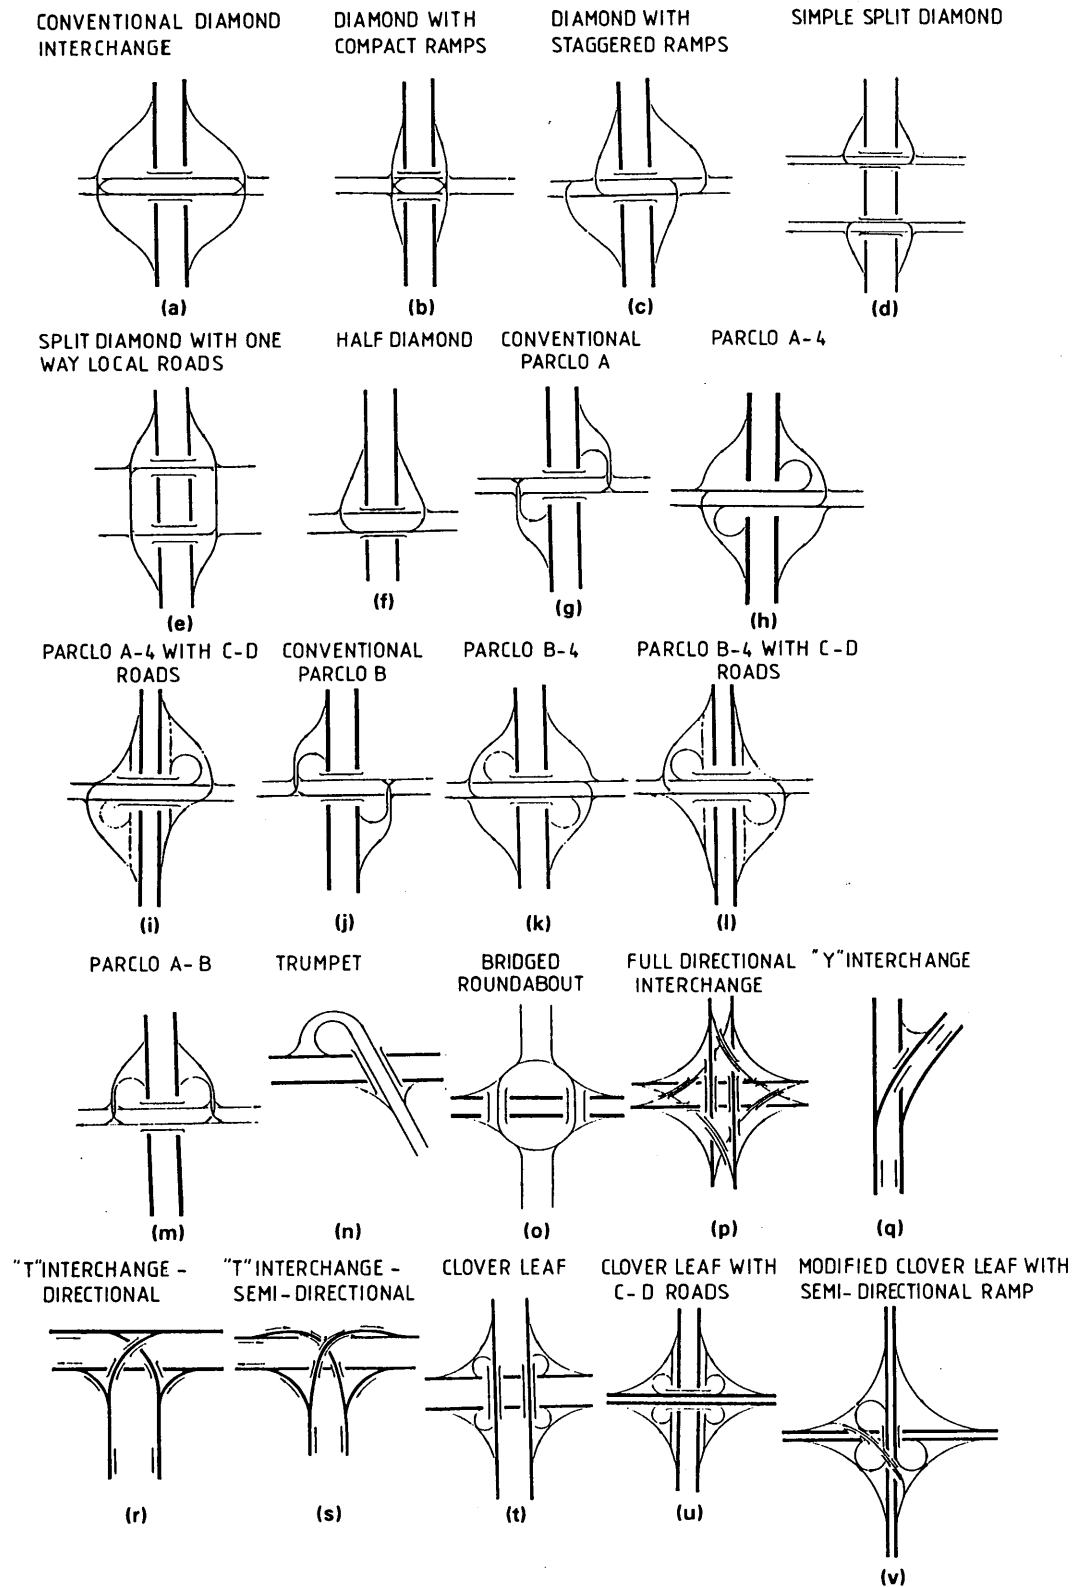 CONVENTIONAL DIAMOND
INTERCHANGE
DIAMOND WITH
COMPACT RAMPS
DIAMOND WITH
STAGGERED RAMPS
SIMPLE SPLIT DIAMOND
(a)
(b)
(c)
(d)
SPLIT DIAMOND WITH ONE
WAY LOCAL ROADS
HALF DIAMOND
CONVENTIONAL
PARCLO A
PARCLO A-4
(e)
(f)
(g)
(h)
PARCLO A-4 WITH C-D
ROADS
CONVENTIONAL
PARCLO B
PARCLO B-4
PARCLO B-4 WITH C-D
ROADS
(i)
(j)
(k)
(l)
PARCLO A-B
TRUMPET
BRIDGED
ROUNDABOUT
FULL DIRECTIONAL
INTERCHANGE
"Y" INTERCHANGE
(m)
(n)
(o)
(p)
(q)
"T" INTERCHANGE -
DIRECTIONAL
"T" INTERCHANGE -
SEMI-DIRECTIONAL
CLOVER LEAF
CLOVER LEAF WITH
C-D ROADS
MODIFIED CLOVER LEAF WITH
SEMI-DIRECTIONAL RAMP
(r)
(s)
(t)
(u)
(v)